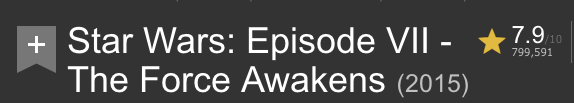 Star Wars: Episode VII -
The Force Awakens (2015)
7.9/10
799,591